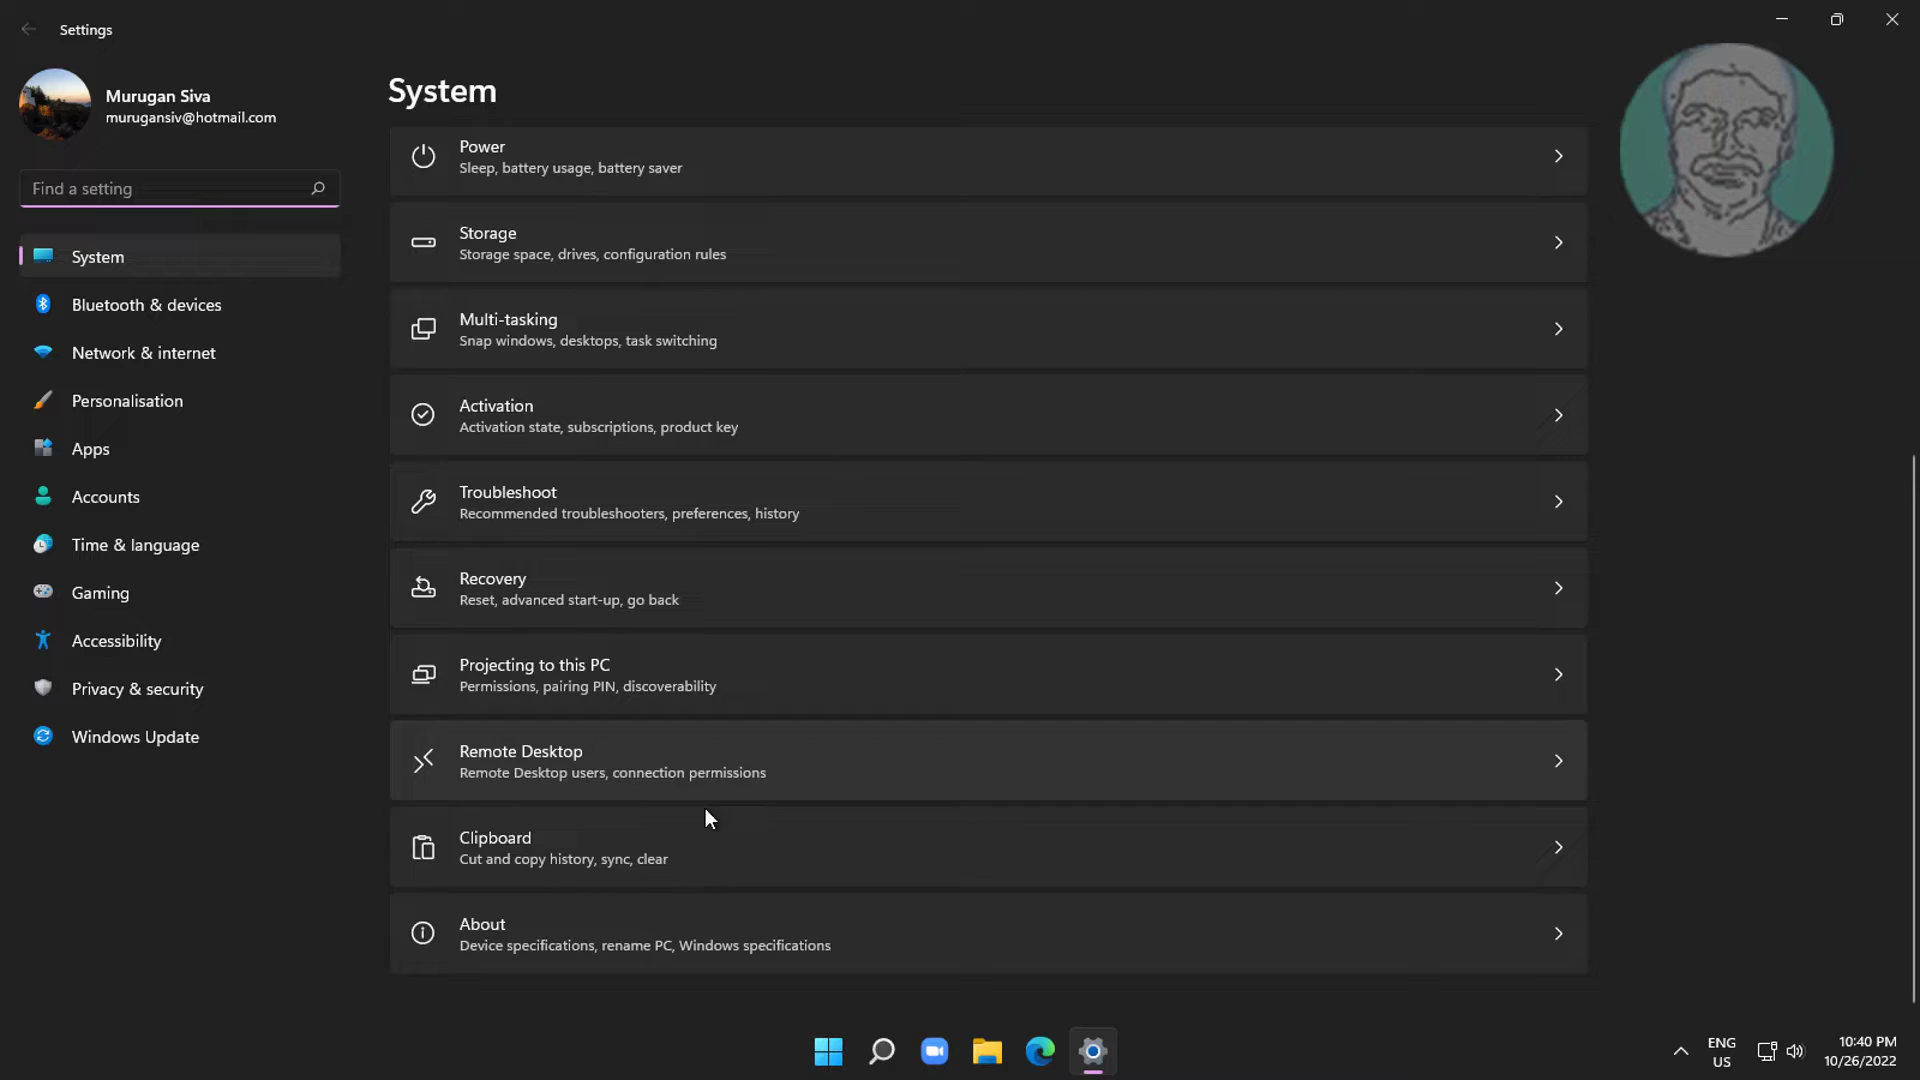 Settings
Murugan Siva
murugansiv@hotmail.com
Find a setting
System
Bluetooth & devices
Network & internet
Personalisation
Apps
Accounts
Time & language
Gaming
Accessibility
Privacy & security
Windows Update
System
Power
Sleep, battery usage, battery saver
Storage
Storage space, drives, configuration rules
Multi-tasking
Snap windows, desktops, task switching
Activation
Activation state, subscriptions, product key
Troubleshoot
Recommended troubleshooters, preferences, history
Recovery
Reset, advanced start-up, go back
Projecting to this PC
Permissions, pairing PIN, discoverability
Remote Desktop
Remote Desktop users, connection permissions
Clipboard
Cut and copy history, sync, clear
About
Device specifications, rename PC, Windows specifications
ENG
US
10:40 PM
10/26/2022